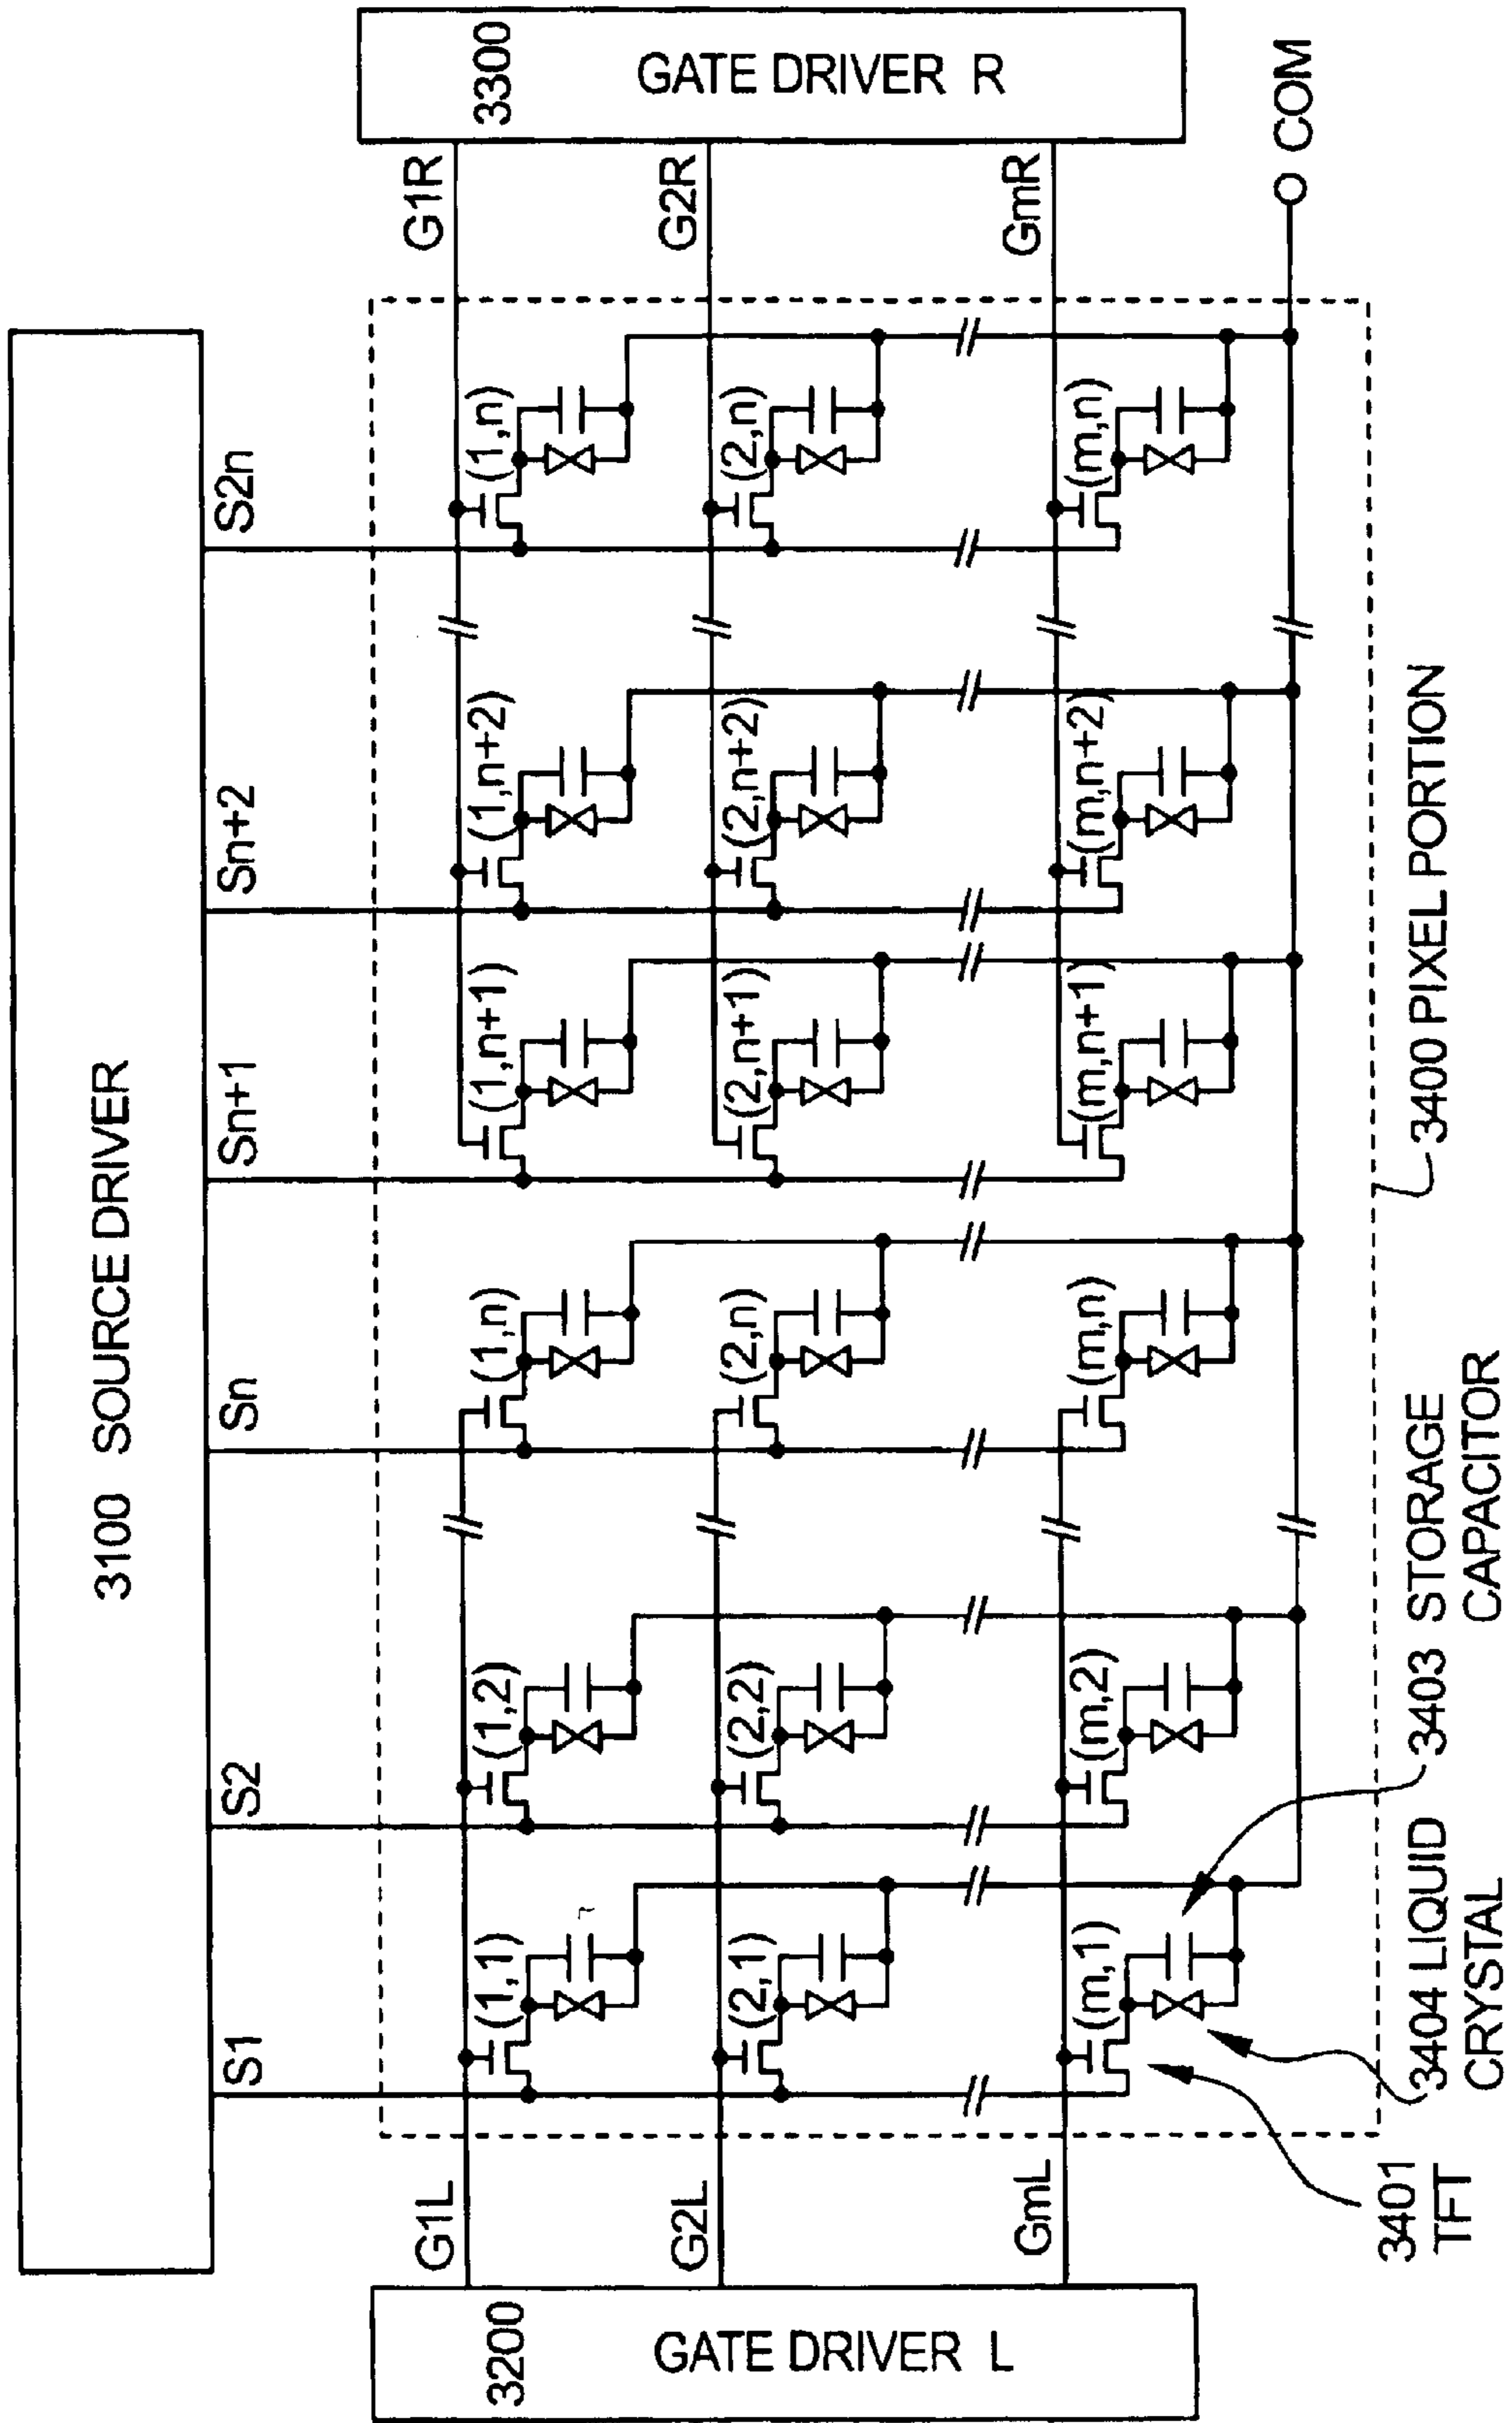 3100 SOURCE DRIVER
S1
S2
Sn
Sn+1
Sn+2
S2n
3200
GATE DRIVER L
3300
GATE DRIVER R
G1L
G1R
(1,1)
(1,2)
(1,n)
(1,n+1)
(1,n+2)
(1,n)
G2L
G2R
(2,1)
(2,2)
(2,n)
(2,n+1)
(2,n+2)
(2,n)
GmL
GmR
(m,1)
(m,2)
(m,n)
(m,n+1)
(m,n+2)
(m,n)
COM
3401
TFT
3404 LIQUID
CRYSTAL
3403 STORAGE
CAPACITOR
3400 PIXEL PORTION